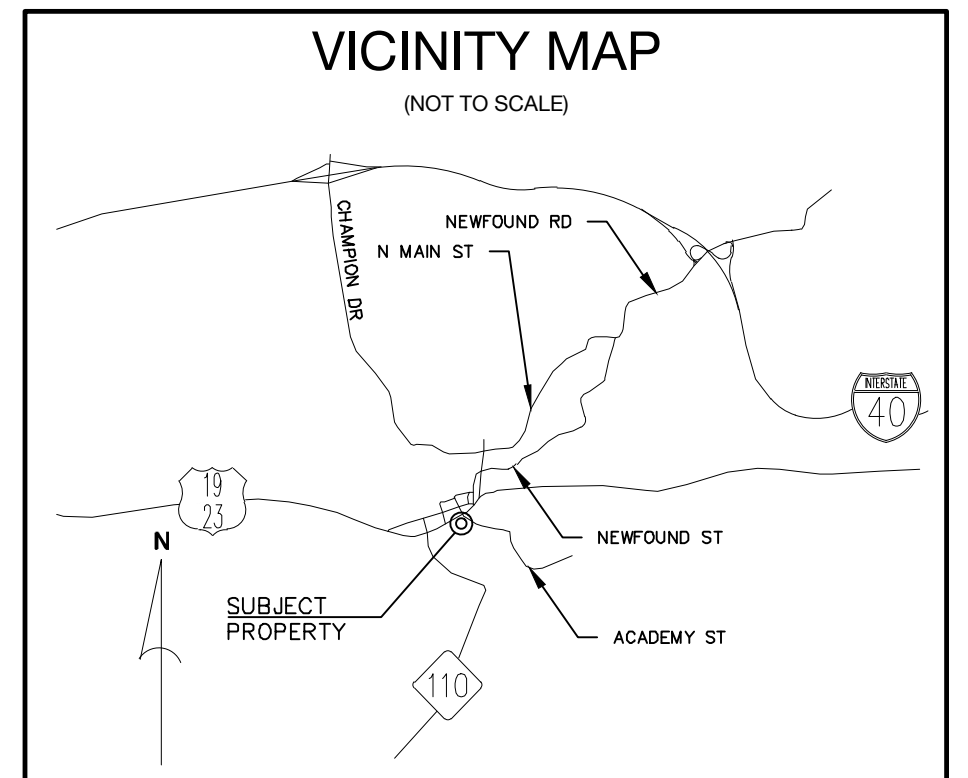 VICINITY MAP
(NOT TO SCALE)
NEWFOUND RD
N MAIN ST
CHAMPION DR
INTERSTATE
40
19
23
N
NEWFOUND ST
SUBJECT
PROPERTY
ACADEMY ST
110